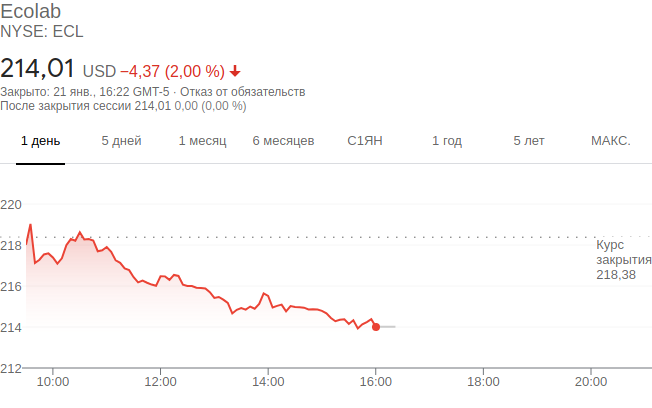 Ecolab
NYSE: ECL
214,01 USD −4,37 (2,00 %)
Закрыто: 21 янв., 16:22 GMT-5 · Отказ от обязательств
После закрытия сессии 214,01 0,00 (0,00 %)
1 день 5 дней 1 месяц 6 месяцев С1ЯН 1 год 5 лет МАКС.
220
218
216
214
212
Курс
закрытия
218,38
10:00 12:00 14:00 16:00 18:00 20:00